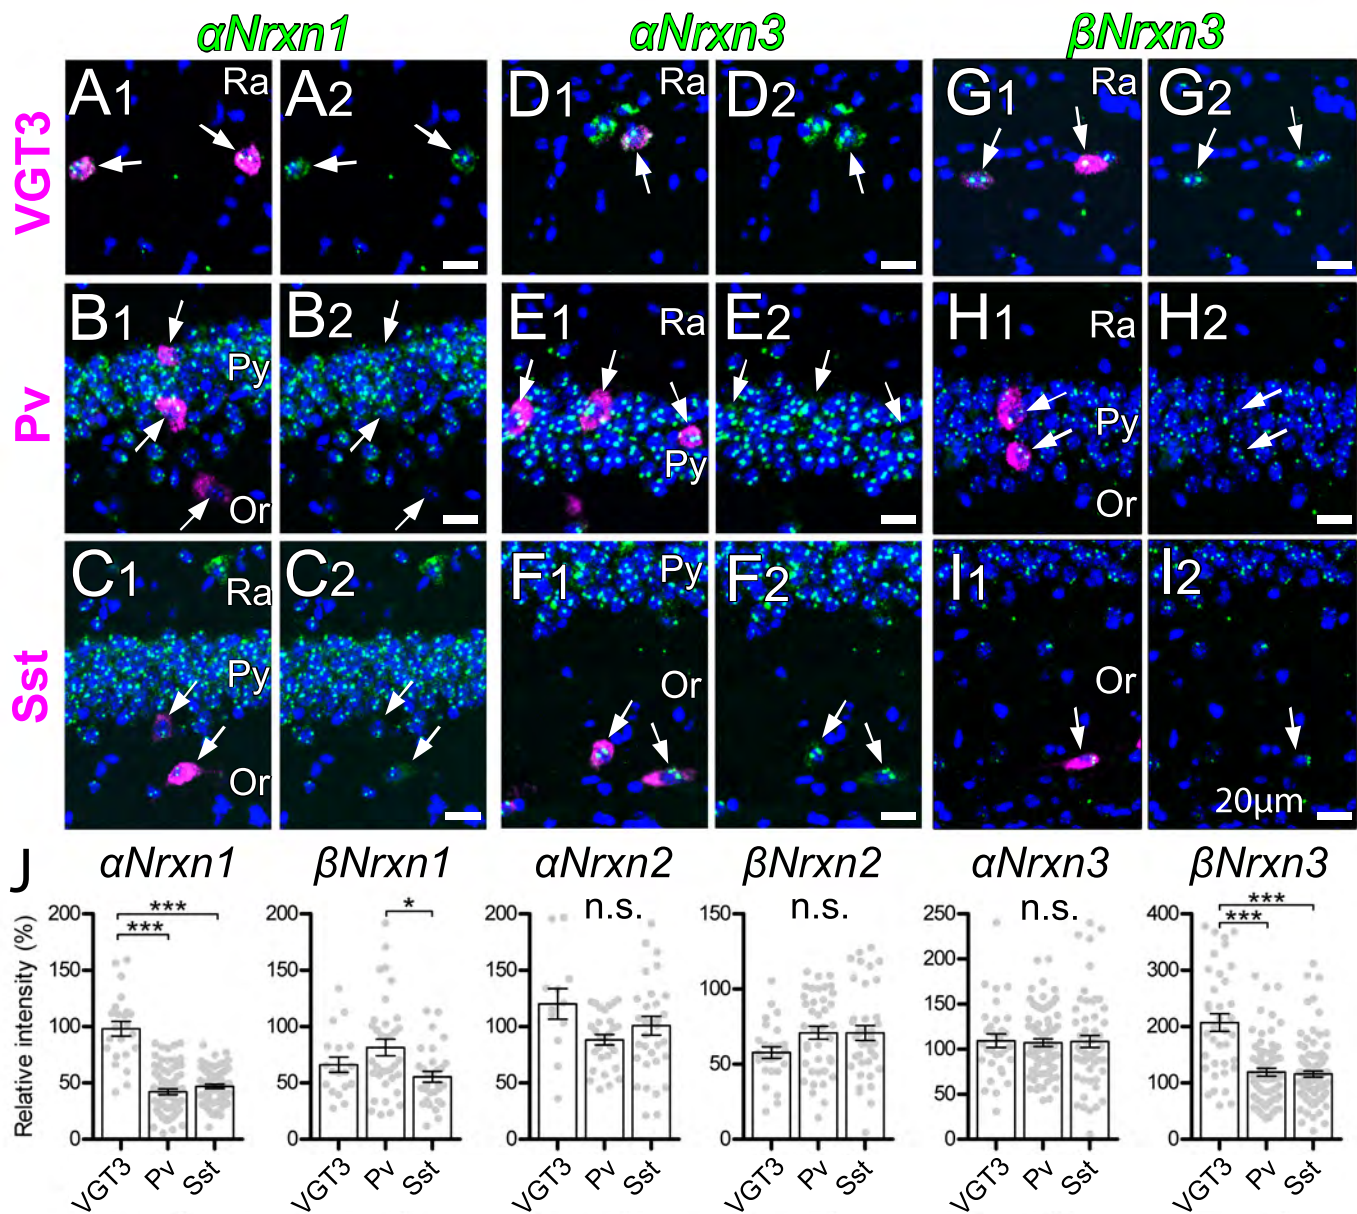 αNrxn1 αNrxn3 βNrxn3
VGT3
A1 Ra A2 D1 Ra D2 G1 Ra G2
Pv
B1 Py Or B2 E1 Ra Py E2 H1 Ra Py Or H2
Sst
C1 Ra Py Or C2 F1 Py Or F2 I1 Or I2 20µm
J
αNrxn1 βNrxn1 αNrxn2 βNrxn2 αNrxn3 βNrxn3
Relative intensity (%)
200 150 100 50 0
*** ***
VGT3 Pv Sst
200 150 100 50 0
*
VGT3 Pv Sst
200 150 100 50 0
n.s.
VGT3 Pv Sst
150 100 50 0
n.s.
VGT3 Pv Sst
250 200 150 100 50 0
n.s.
VGT3 Pv Sst
400 300 200 100 0
*** ***
VGT3 Pv Sst